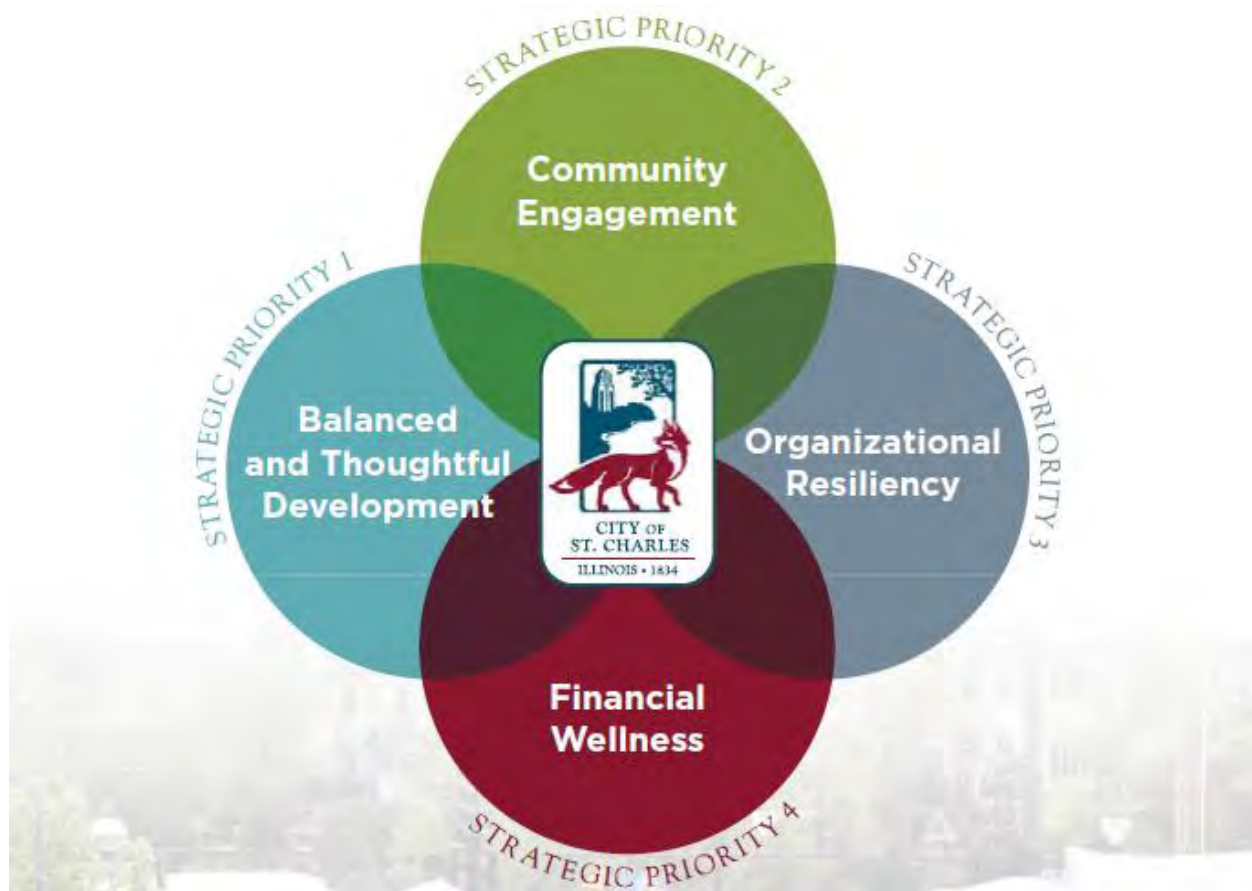 STRATEGIC PRIORITY 2
Community
Engagement
STRATEGIC PRIORITY 1
Balanced
and Thoughtful
Development
STRATEGIC PRIORITY 3
Organizational
Resiliency
CITY OF
ST. CHARLES
ILLINOIS • 1834
Financial
Wellness
STRATEGIC PRIORITY 4